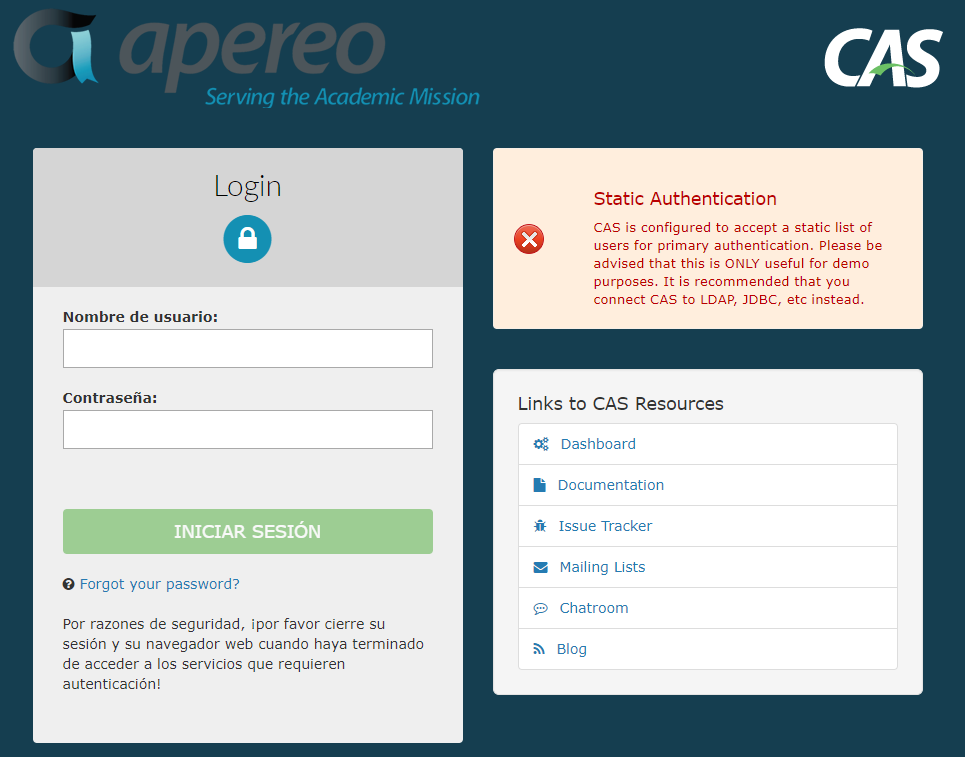 apereo
Serving the Academic Mission
CAS
Login
Nombre de usuario:
Contraseña:
INICIAR SESIÓN
Forgot your password?
Por razones de seguridad, ¡por favor cierre su
sesión y su navegador web cuando haya terminado
de acceder a los servicios que requieren
autenticación!
Static Authentication
CAS is configured to accept a static list of
users for primary authentication. Please be
advised that this is ONLY useful for demo
purposes. It is recommended that you
connect CAS to LDAP, JDBC, etc instead.
Links to CAS Resources
Dashboard
Documentation
Issue Tracker
Mailing Lists
Chatroom
Blog